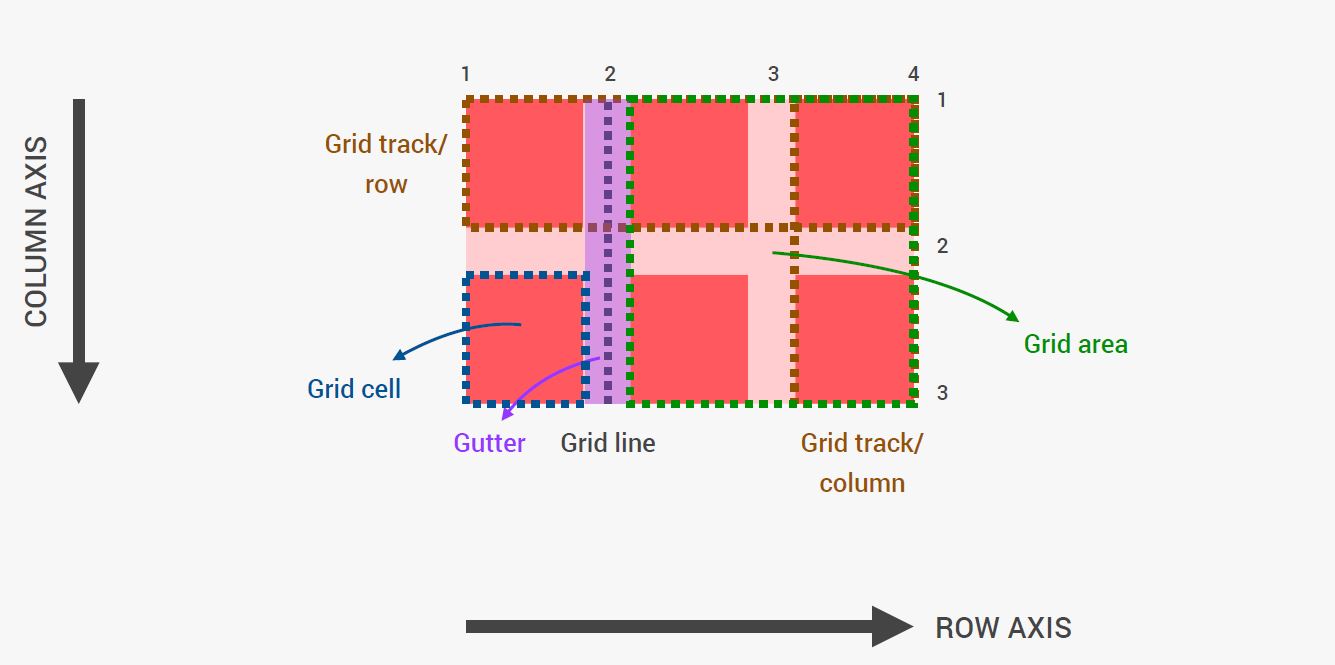 1 2 3 4
1
COLUMN AXIS
Grid track/
row
2
Grid area
Grid cell
3
Gutter
Grid line
Grid track/
column
ROW AXIS